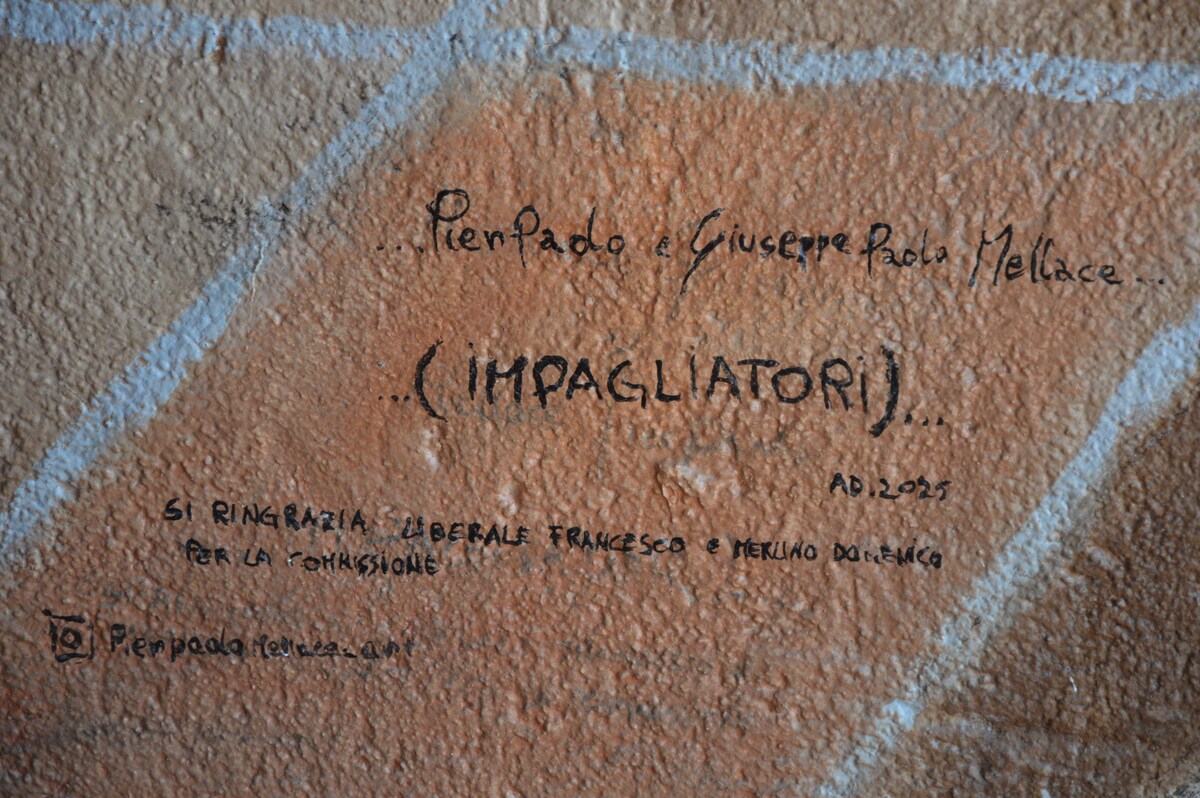 ...PierPaolo e Giuseppe Paolo Mellace...
...(IMPAGLIATORI)...
AD.2025
SI RINGRAZIA LIBERALE FRANCESCO e MERLINO DOMENICO
PER LA COMMISSIONE
Pierpaolo Mellace_art